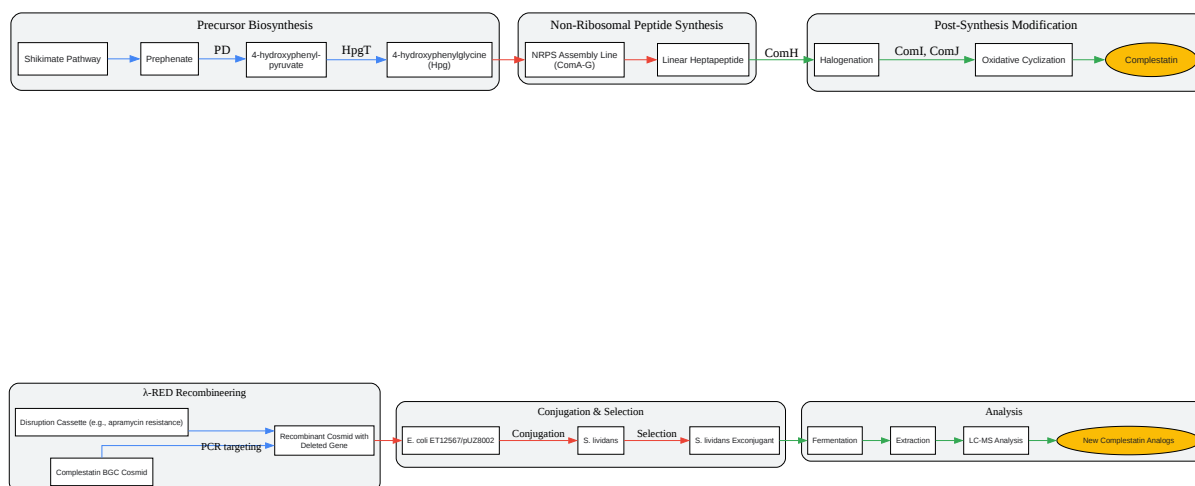 Precursor Biosynthesis
Shikimate Pathway
Prephenate
PD
4-hydroxyphenyl-
pyruvate
HpgT
4-hydroxyphenylglycine
(Hpg)
Non-Ribosomal Peptide Synthesis
NRPS Assembly Line
(ComA-G)
Linear Heptapeptide
ComH
Post-Synthesis Modification
Halogenation
ComI, ComJ
Oxidative Cyclization
Complestatin
λ-RED Recombineering
Disruption Cassette (e.g., apramycin resistance)
Complestatin BGC Cosmid
PCR targeting
Recombinant Cosmid with
Deleted Gene
Conjugation & Selection
E. coli ET12567/pUZ8002
Conjugation
S. lividans
Selection
S. lividans Exconjugant
Analysis
Fermentation
Extraction
LC-MS Analysis
New Complestatin Analogs